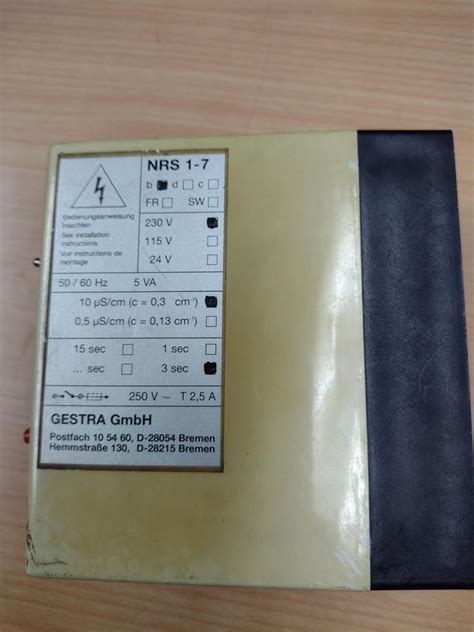 NRS 1-7
b ■ d □ c □
FR □ SW □
Bedienungsanweisung
beachten
See installation
instructions
Voir instructions de
montage
230 V ■
115 V □
24 V □
50 / 60 Hz 5 VA
10 µS/cm (c = 0,3 cm⁻¹) ■
0,5 µS/cm (c = 0,13 cm⁻¹) □
15 sec □ 1 sec □
... sec □ 3 sec ■
250 V ~ T 2,5 A
GESTRA GmbH
Postfach 10 54 60, D-28054 Bremen
Hemmstraße 130, D-28215 Bremen